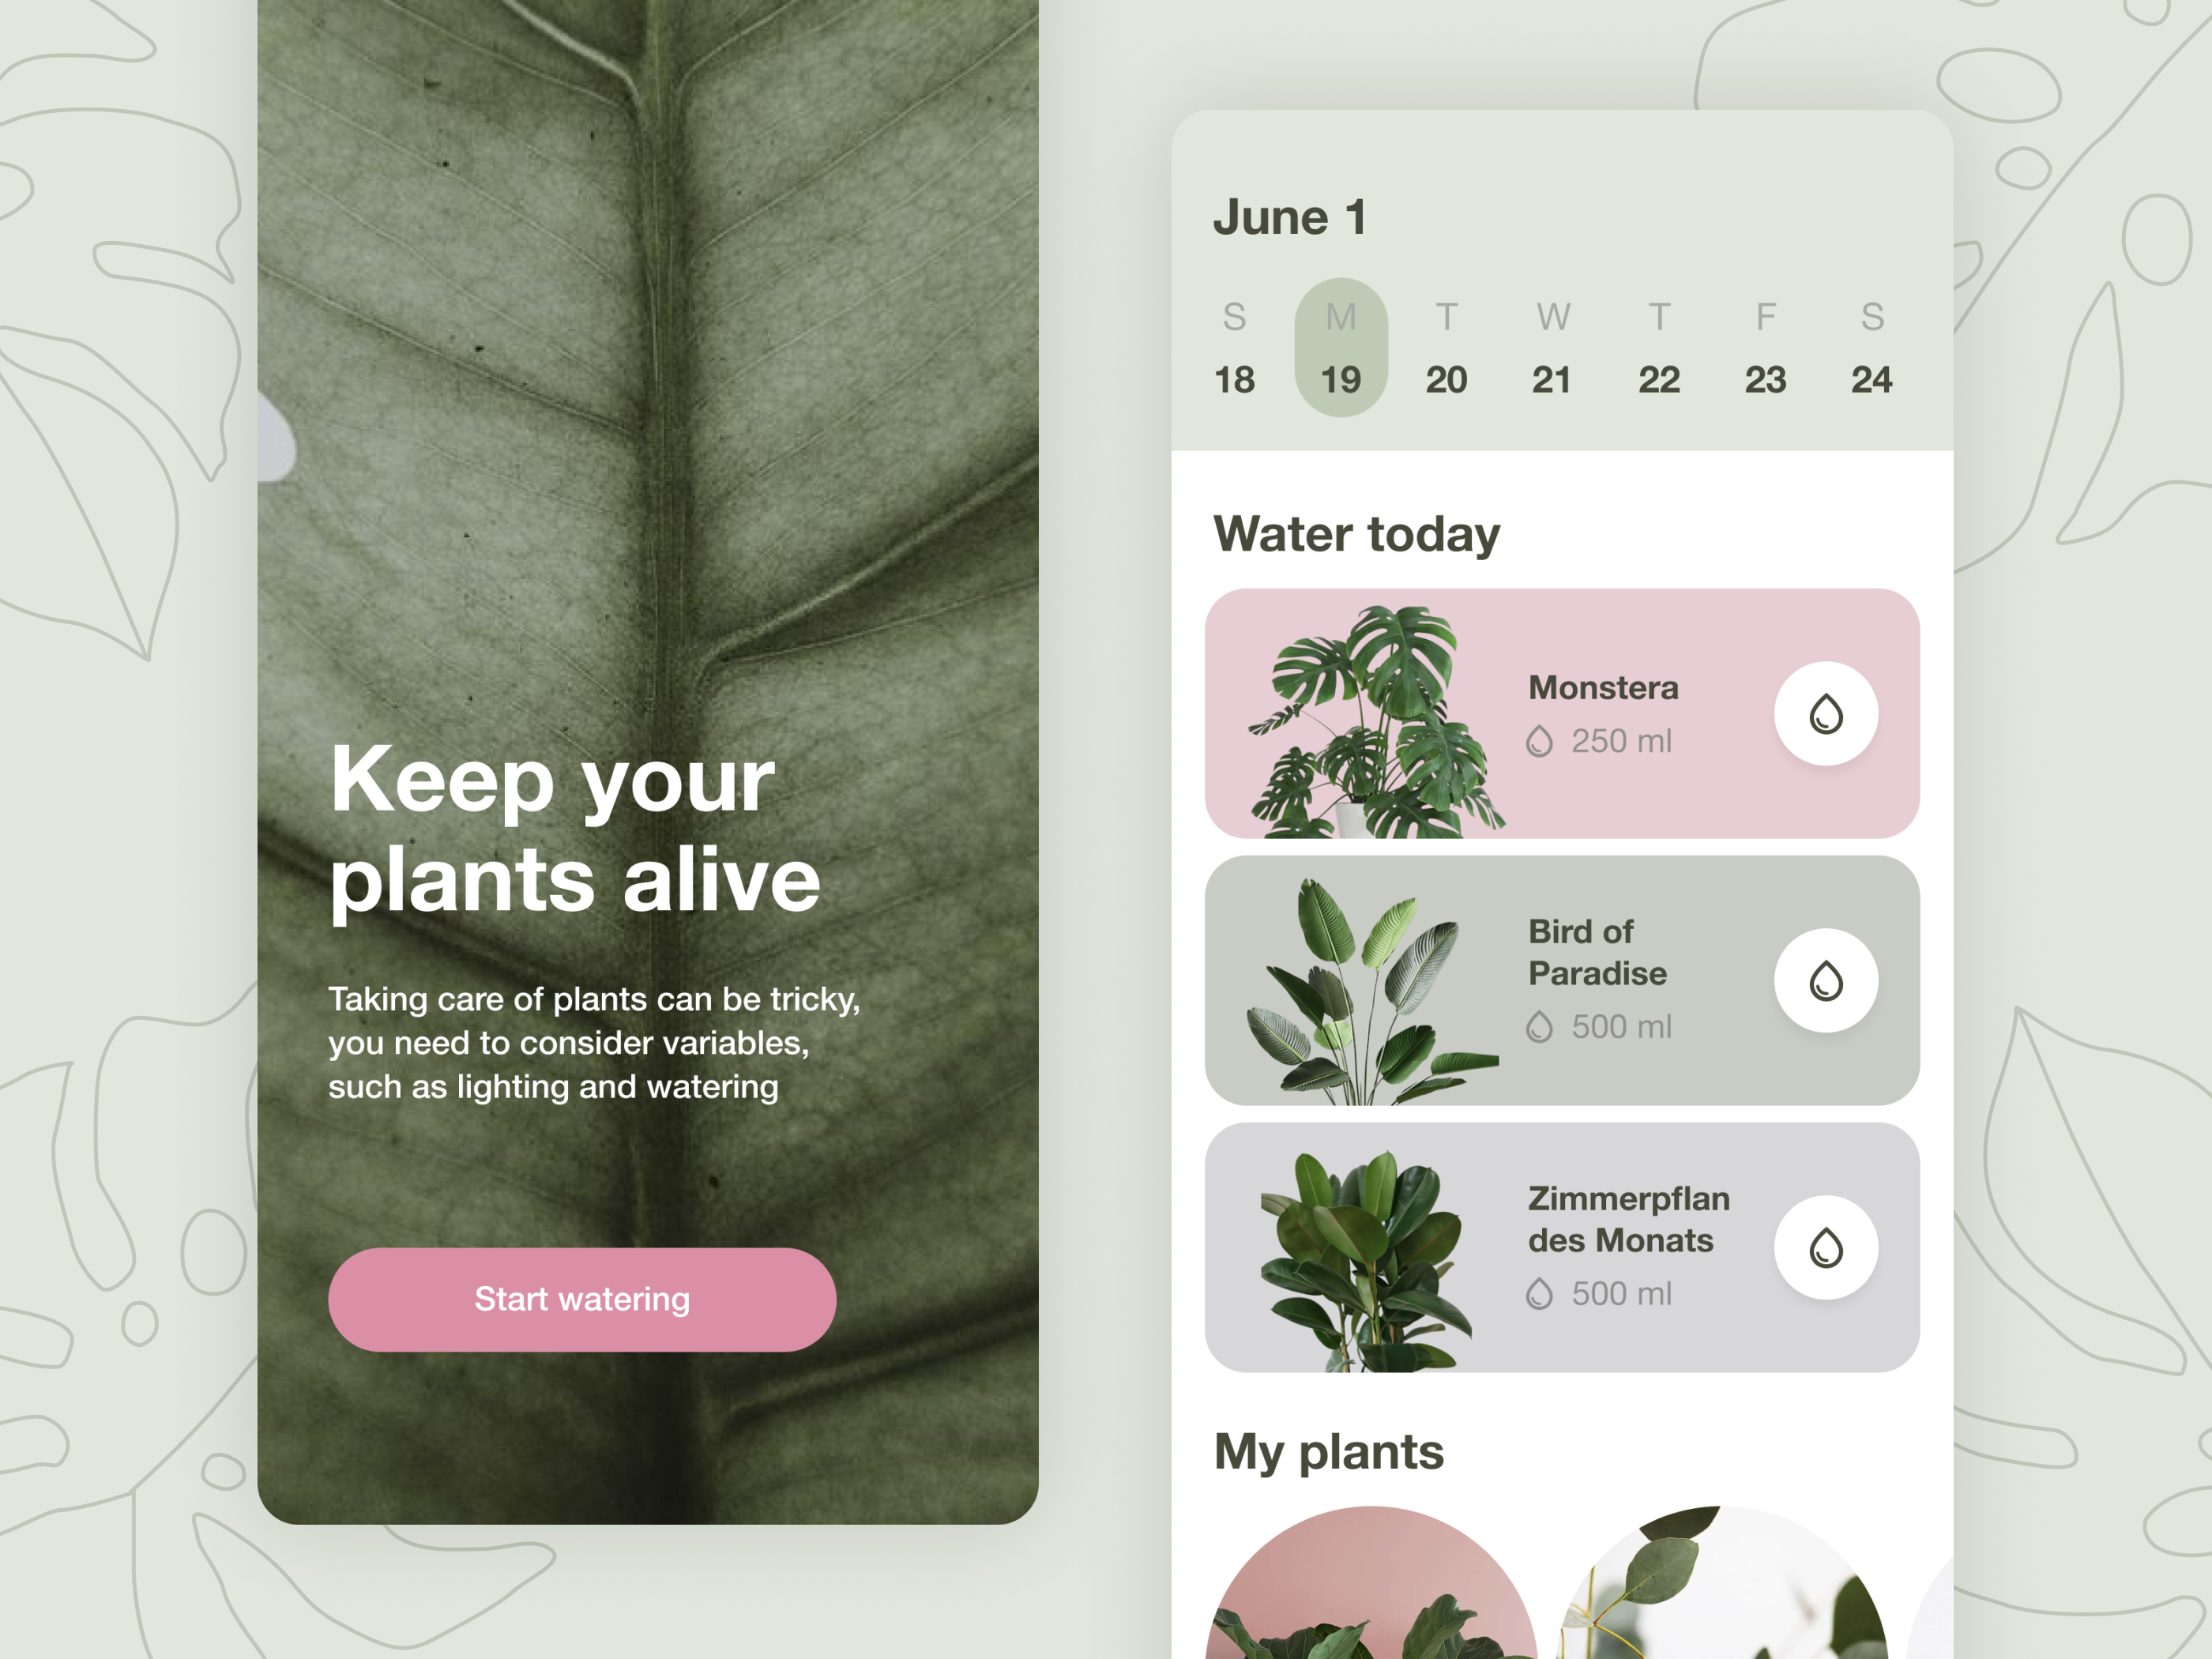 Keep your
plants alive
Taking care of plants can be tricky,
you need to consider variables,
such as lighting and watering
Start watering
June 1
S M T W T F S
18 19 20 21 22 23 24
Water today
Monstera
250 ml
Bird of
Paradise
500 ml
Zimmerpflan
des Monats
500 ml
My plants